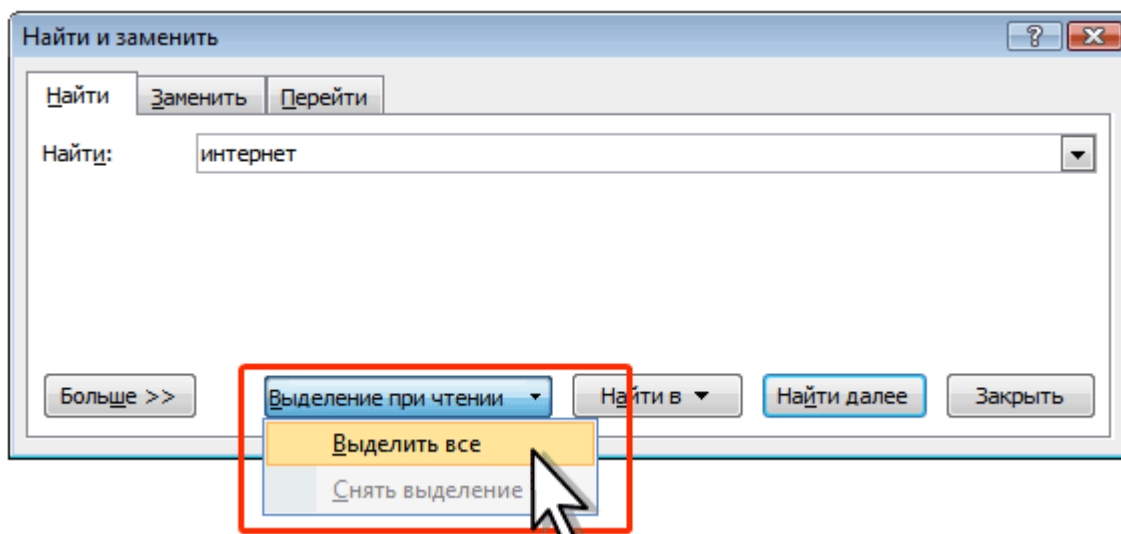 Найти и заменить
Найти Заменить Перейти
Найти: интернет
Больше >> Выделение при чтении Найти в Найти далее Закрыть
Выделить все
Снять выделение